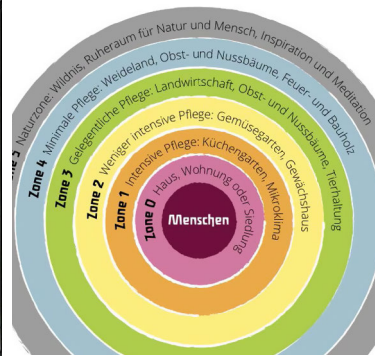 Zone 5 Naturzone: Wildnis, Ruheraum für Natur und Mensch, Inspiration und Meditation
Zone 4 Minimale Pflege: Weideland, Obst- und Nussbäume, Feuer- und Bauholz
Zone 3 Gelegentliche Pflege: Landwirtschaft, Obst- und Nussbäume, Tierhaltung
Zone 2 Weniger intensive Pflege: Gemüsegarten, Gewächshaus
Zone 1 Intensive Pflege: Küchengarten, Mikroklima
Zone 0 Haus, Wohnung oder Siedlung
Menschen